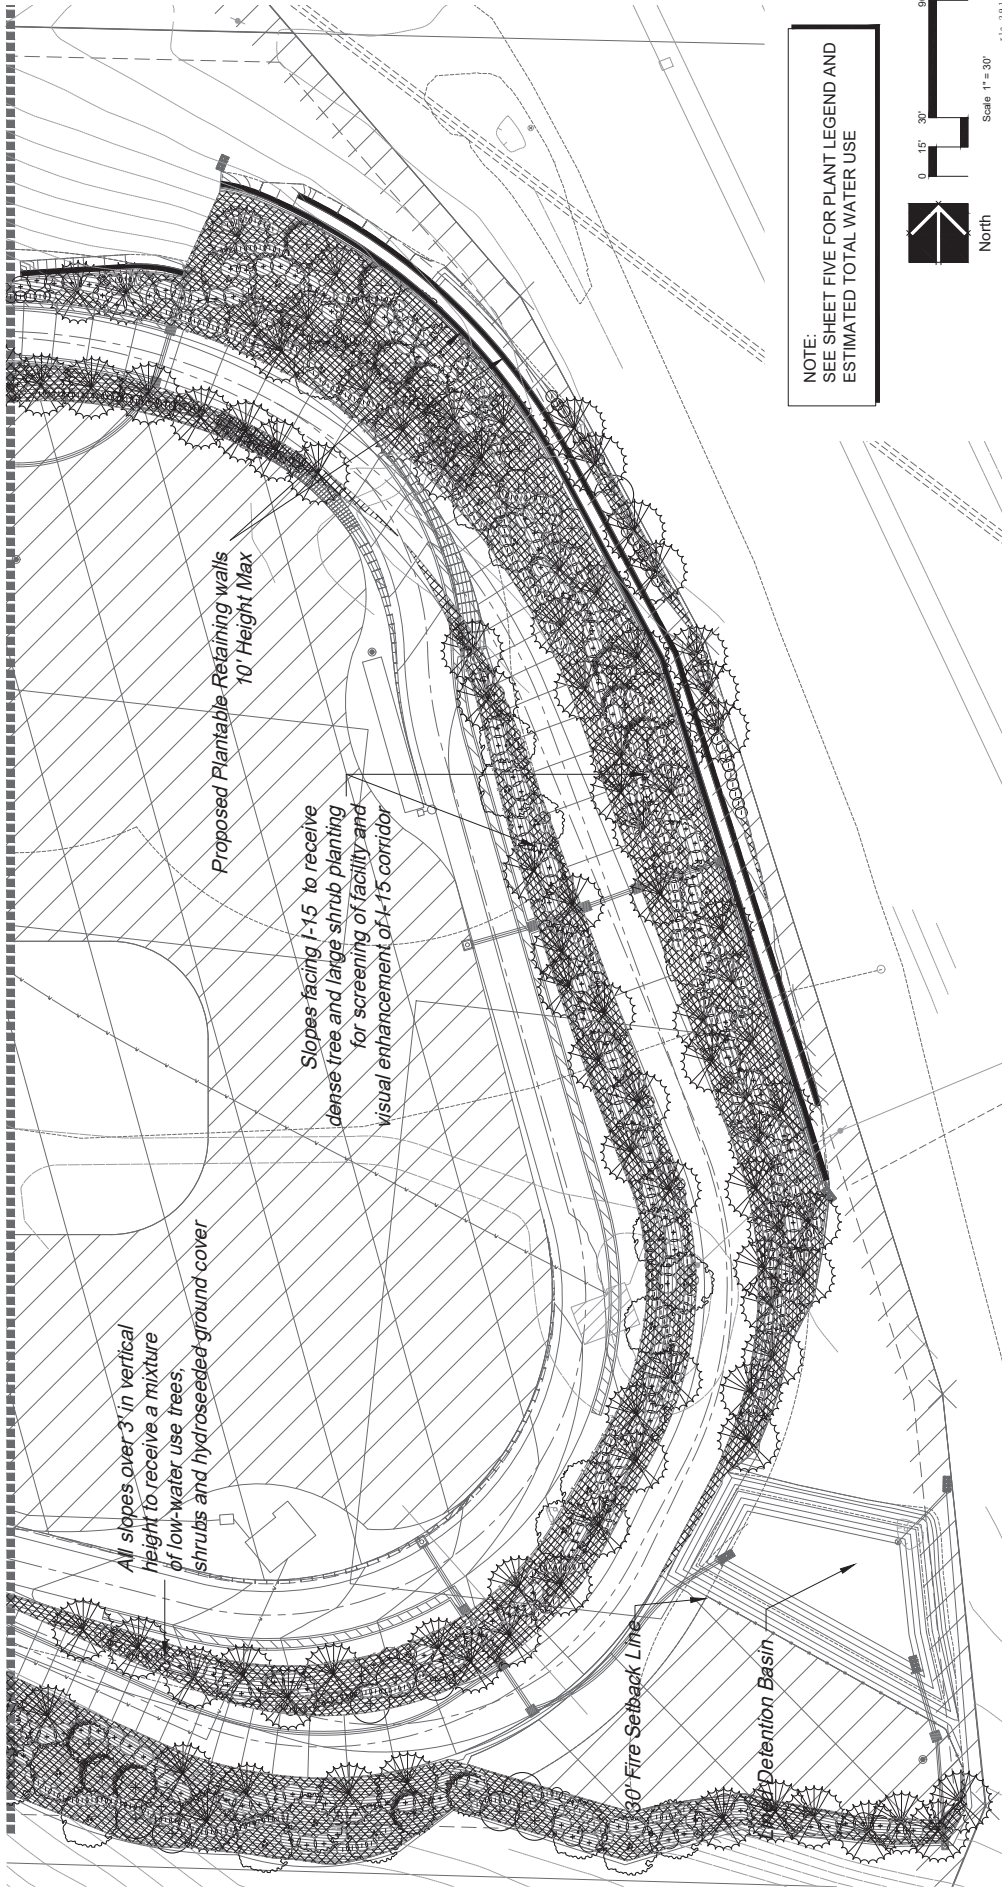 All slopes over 3' in vertical
height to receive a mixture
of low-water use trees,
shrubs and hydroseeded ground cover
Slopes facing I-15 to receive
dense tree and large shrub planting
for screening of facility and
visual enhancement of I-15 corridor
Proposed Plantable Retaining walls
10' Height Max
30' Fire Setback Line
Detention Basin
NOTE:
SEE SHEET FIVE FOR PLANT LEGEND AND
ESTIMATED TOTAL WATER USE
North
0 15' 30'
Scale 1" = 30'